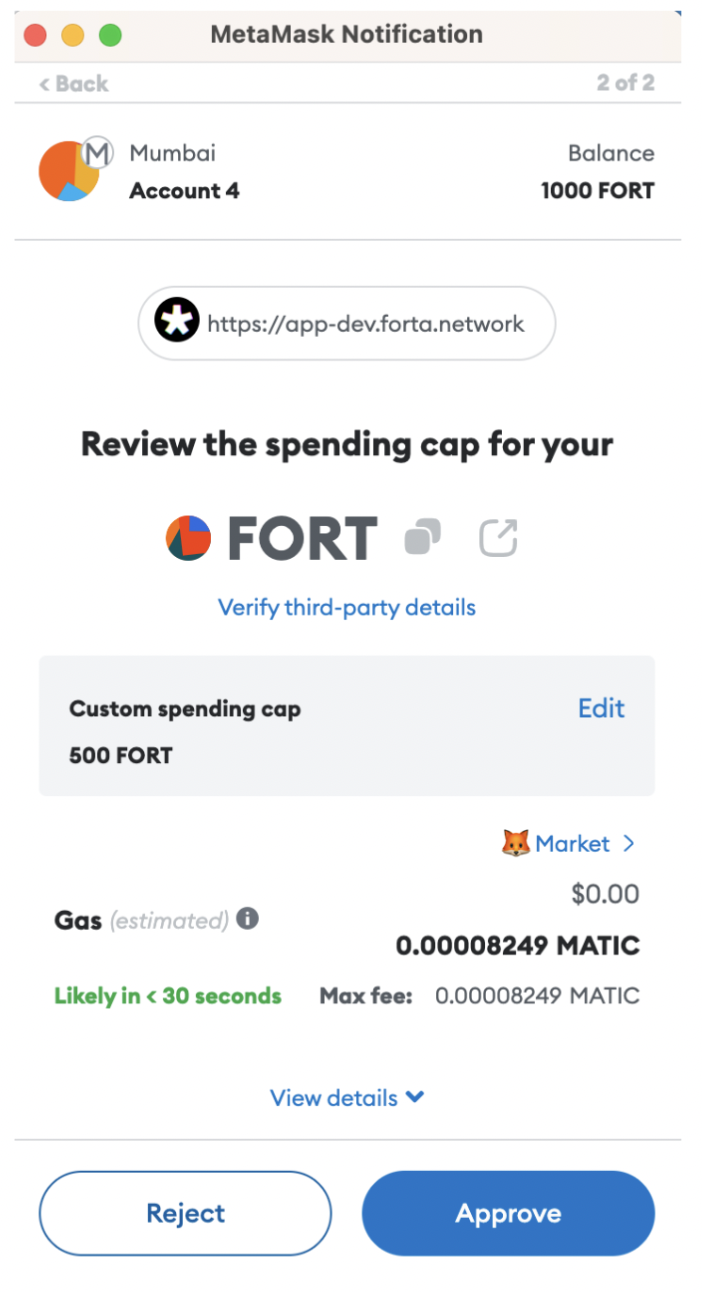 MetaMask Notification
< Back 2 of 2
M Mumbai Balance
Account 4 1000 FORT
https://app-dev.forta.network
Review the spending cap for your
FORT
Verify third-party details
Custom spending cap Edit
500 FORT
Market >
$0.00
Gas (estimated) i
0.00008249 MATIC
Likely in < 30 seconds Max fee: 0.00008249 MATIC
View details
Reject Approve